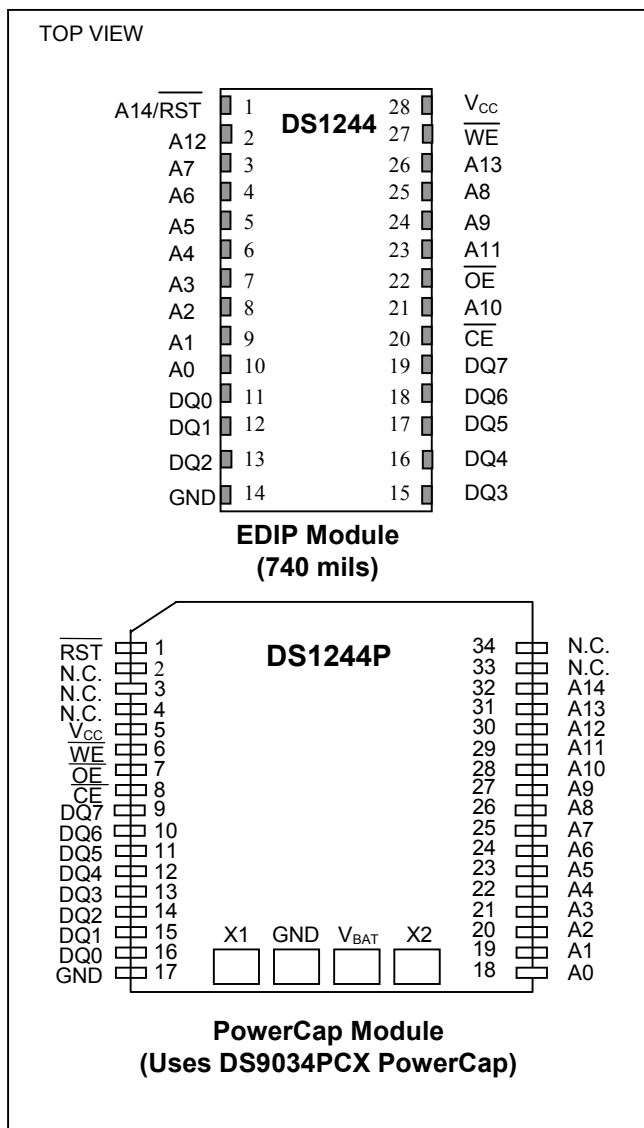 TOP VIEW
DS1244
A14/RST 1 28 VCC
A12 2 27 WE
A7 3 26 A13
A6 4 25 A8
A5 5 24 A9
A4 6 23 A11
A3 7 22 OE
A2 8 21 A10
A1 9 20 CE
A0 10 19 DQ7
DQ0 11 18 DQ6
DQ1 12 17 DQ5
DQ2 13 16 DQ4
GND 14 15 DQ3
EDIP Module
(740 mils)
DS1244P
RST 1 34 N.C.
N.C. 2 33 N.C.
N.C. 3 32 A14
N.C. 4 31 A13
VCC 5 30 A12
WE 6 29 A11
OE 7 28 A10
CE 8 27 A9
DQ7 9 26 A8
DQ6 10 25 A7
DQ5 11 24 A6
DQ4 12 23 A5
DQ3 13 22 A4
DQ2 14 21 A3
DQ1 15 20 A2
DQ0 16 19 A1
GND 17 18 A0
X1 GND VBAT X2
PowerCap Module
(Uses DS9034PCX PowerCap)